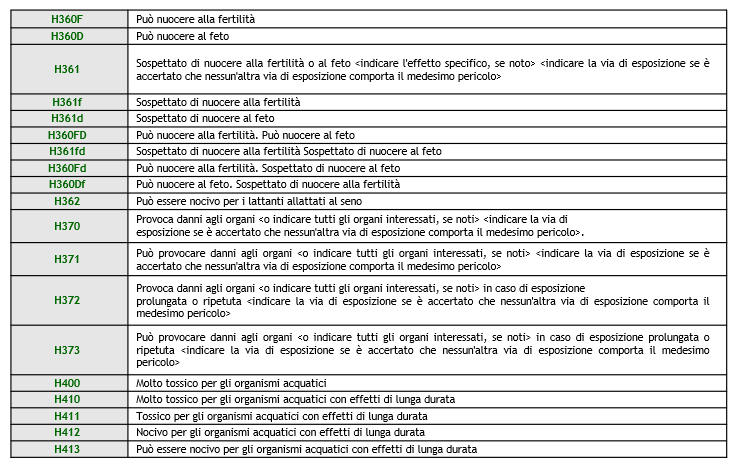 H360F Può nuocere alla fertilità
H360D Può nuocere al feto
H361 Sospettato di nuocere alla fertilità o al feto <indicare l'effetto specifico, se noto> <indicare la via di esposizione se è
accertato che nessun'altra via di esposizione comporta il medesimo pericolo>
H361f Sospettato di nuocere alla fertilità
H361d Sospettato di nuocere al feto
H360FD Può nuocere alla fertilità. Può nuocere al feto
H361fd Sospettato di nuocere alla fertilità Sospettato di nuocere al feto
H360Fd Può nuocere alla fertilità. Sospettato di nuocere al feto
H360Df Può nuocere al feto. Sospettato di nuocere alla fertilità
H362 Può essere nocivo per i lattanti allattati al seno
H370 Provoca danni agli organi <o indicare tutti gli organi interessati, se noti> <indicare la via di
esposizione se è accertato che nessun'altra via di esposizione comporta il medesimo pericolo>.
H371 Può provocare danni agli organi <o indicare tutti gli organi interessati, se noti> <indicare la via di esposizione se è
accertato che nessun'altra via di esposizione comporta il medesimo pericolo>
H372 Provoca danni agli organi <o indicare tutti gli organi interessati, se noti> in caso di esposizione
prolungata o ripetuta <indicare la via di esposizione se è accertato che nessun'altra via di esposizione comporta il
medesimo pericolo>
H373 Può provocare danni agli organi <o indicare tutti gli organi interessati, se noti> in caso di esposizione prolungata o
ripetuta <indicare la via di esposizione se è accertato che nessun'altra via di esposizione comporta il medesimo
pericolo>
H400 Molto tossico per gli organismi acquatici
H410 Molto tossico per gli organismi acquatici con effetti di lunga durata
H411 Tossico per gli organismi acquatici con effetti di lunga durata
H412 Nocivo per gli organismi acquatici con effetti di lunga durata
H413 Può essere nocivo per gli organismi acquatici con effetti di lunga durata